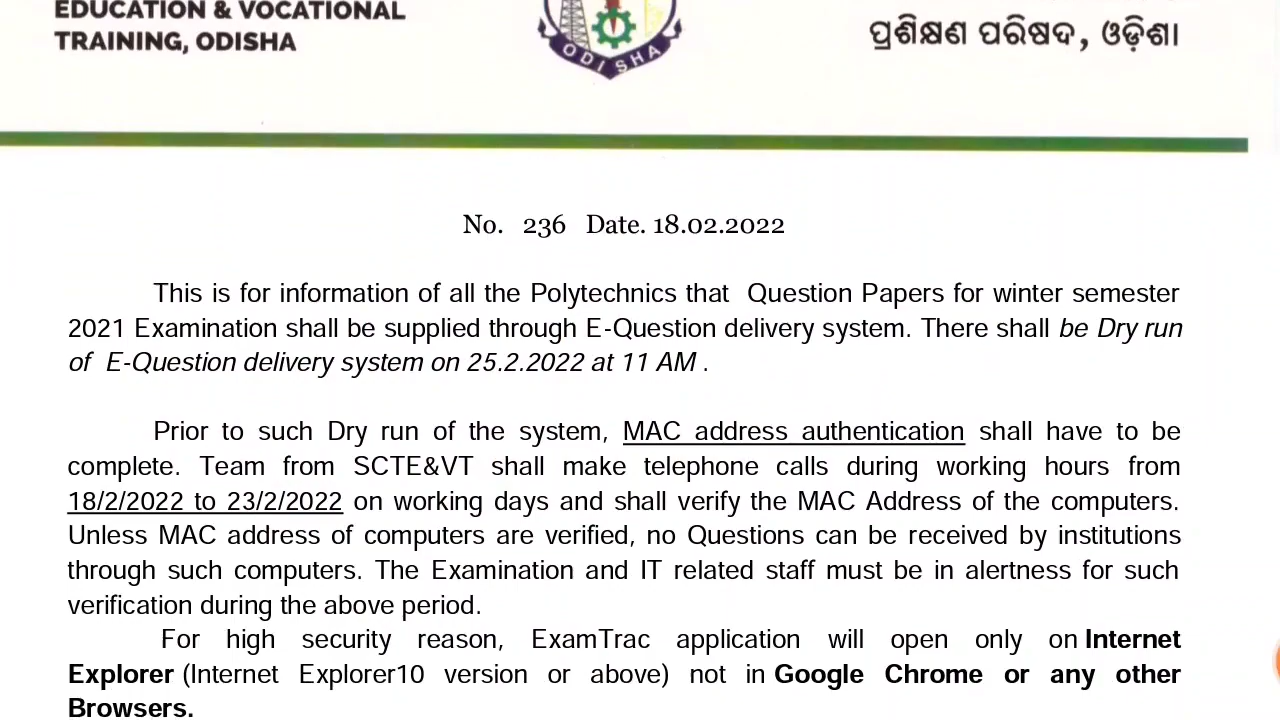 EDUCATION & VOCATIONAL
TRAINING, ODISHA
ODISHA
ପ୍ରଶିକ୍ଷଣ ପରିଷଦ, ଓଡ଼ିଶା
No. 236 Date. 18.02.2022
This is for information of all the Polytechnics that Question Papers for winter semester
2021 Examination shall be supplied through E-Question delivery system. There shall be Dry run
of E-Question delivery system on 25.2.2022 at 11 AM .
Prior to such Dry run of the system, MAC address authentication shall have to be
complete. Team from SCTE&VT shall make telephone calls during working hours from
18/2/2022 to 23/2/2022 on working days and shall verify the MAC Address of the computers.
Unless MAC address of computers are verified, no Questions can be received by institutions
through such computers. The Examination and IT related staff must be in alertness for such
verification during the above period.
For high security reason, ExamTrac application will open only on Internet
Explorer (Internet Explorer10 version or above) not in Google Chrome or any other
Browsers.